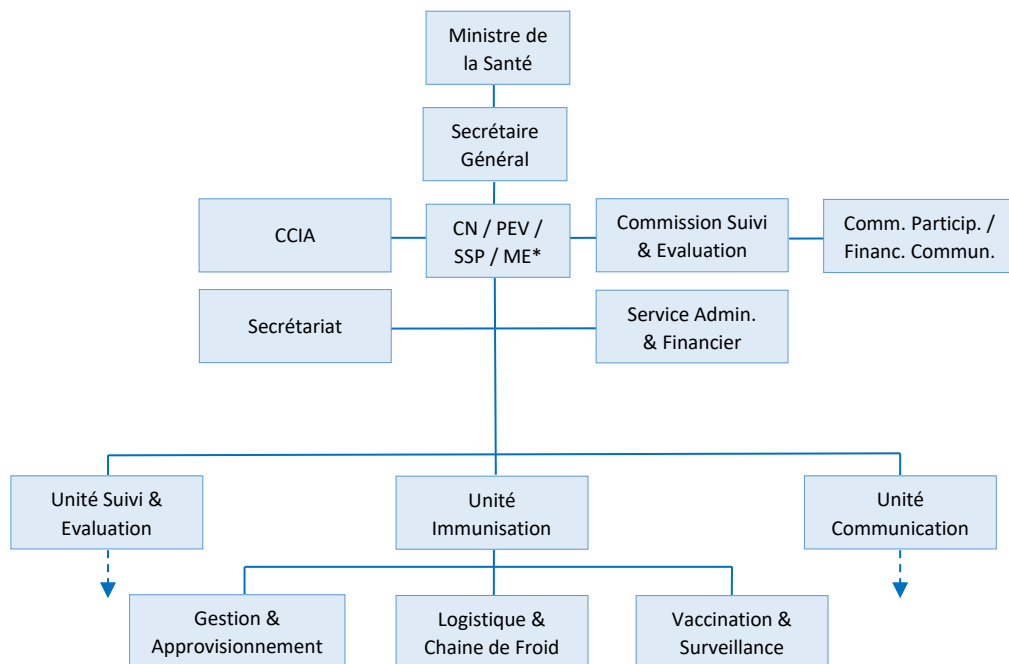 Ministre de
la Santé
Secrétaire
Général
CCIA
CN / PEV /
SSP / ME*
Commission Suivi
& Evaluation
Comm. Particip. /
Financ. Commun.
Secrétariat
Service Admin.
& Financier
Unité Suivi &
Evaluation
Unité
Immunisation
Unité
Communication
Gestion &
Approvisionnement
Logistique &
Chaine de Froid
Vaccination &
Surveillance